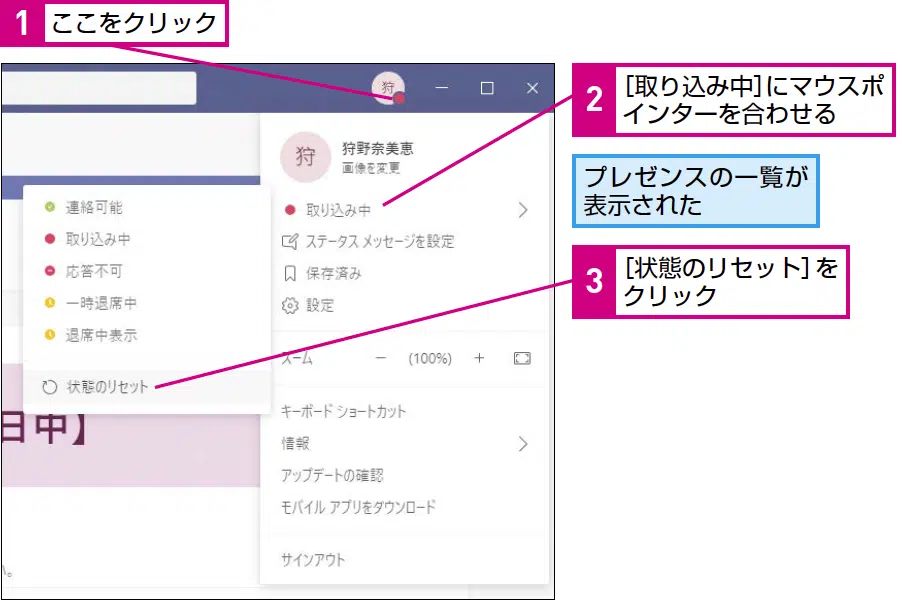 1 ここをクリック
狩
2 [取り込み中]にマウスポ
インターを合わせる
狩
狩野奈美恵
画像を変更
プレゼンスの一覧が
表示された
連絡可能
取り込み中
応答不可
一時退席中
退席中表示
状態のリセット
取り込み中
ステータス メッセージを設定
保存済み
設定
3 [状態のリセット]を
クリック
ズーム － (100%) +
キーボード ショートカット
情報
アップデートの確認
モバイル アプリをダウンロード
サインアウト
日中】
い。